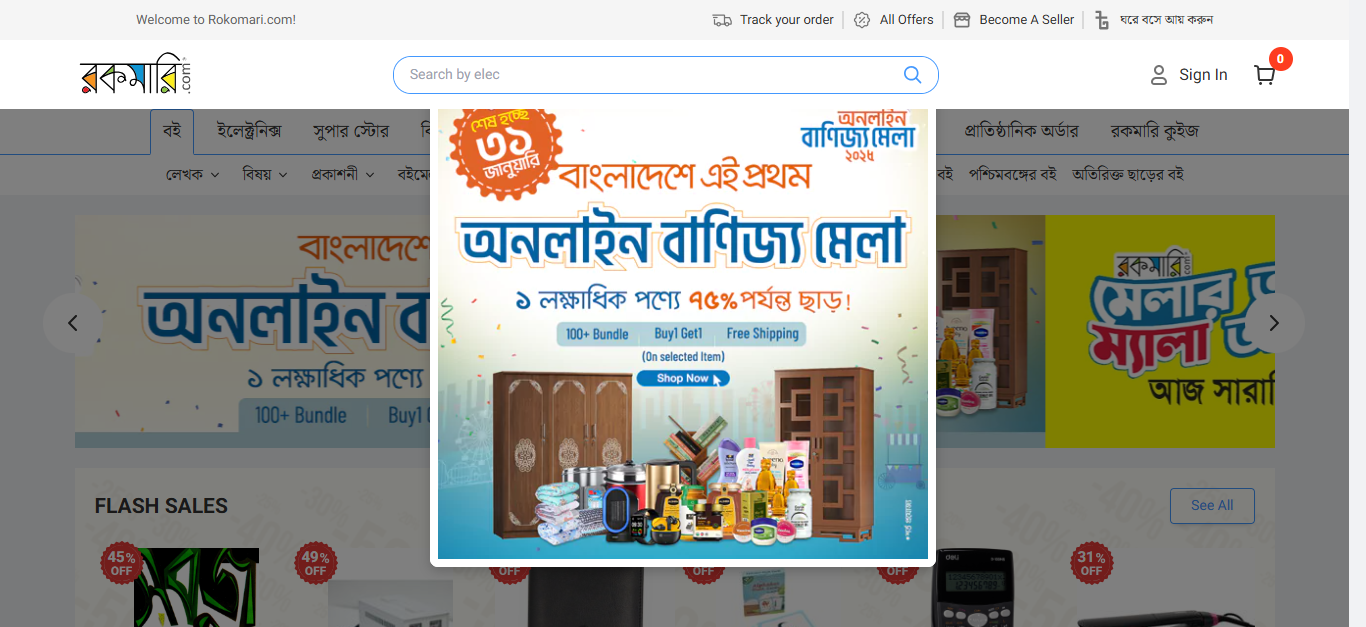 Welcome to Rokomari.com!
Track your order
All Offers
Become A Seller
ঘরে বসে আয় করুন
রকমারি.com
Search by elec
Sign In
0
বই
ইলেক্ট্রনিক্স
সুপার স্টোর
প্রাতিষ্ঠানিক অর্ডার
রকমারি কুইজ
লেখক
বিষয়
প্রকাশনী
বই
পশ্চিমবঙ্গের বই
অতিরিক্ত ছাড়ের বই
শেষ হচ্ছে
৩১
জানুয়ারি
অনলাইন
বাণিজ্য মেলা
২০২৫
বাংলাদেশে এই প্রথম
অনলাইন বাণিজ্য মেলা
১ লক্ষাধিক পণ্যে ৭৫% পর্যন্ত ছাড়!
100+ Bundle
Buy1 Get1
Free Shipping
(On selected Item)
Shop Now
বাংলাদেশে
অনলাইন ব
১ লক্ষাধিক পণ্যে
100+ Bundle
Buy1
রকমারি.com
মেলার
ম্যালা
আজ সারাদি
FLASH SALES
See All
45%
OFF
49%
OFF
OFF
OFF
OFF
31%
OFF
deli